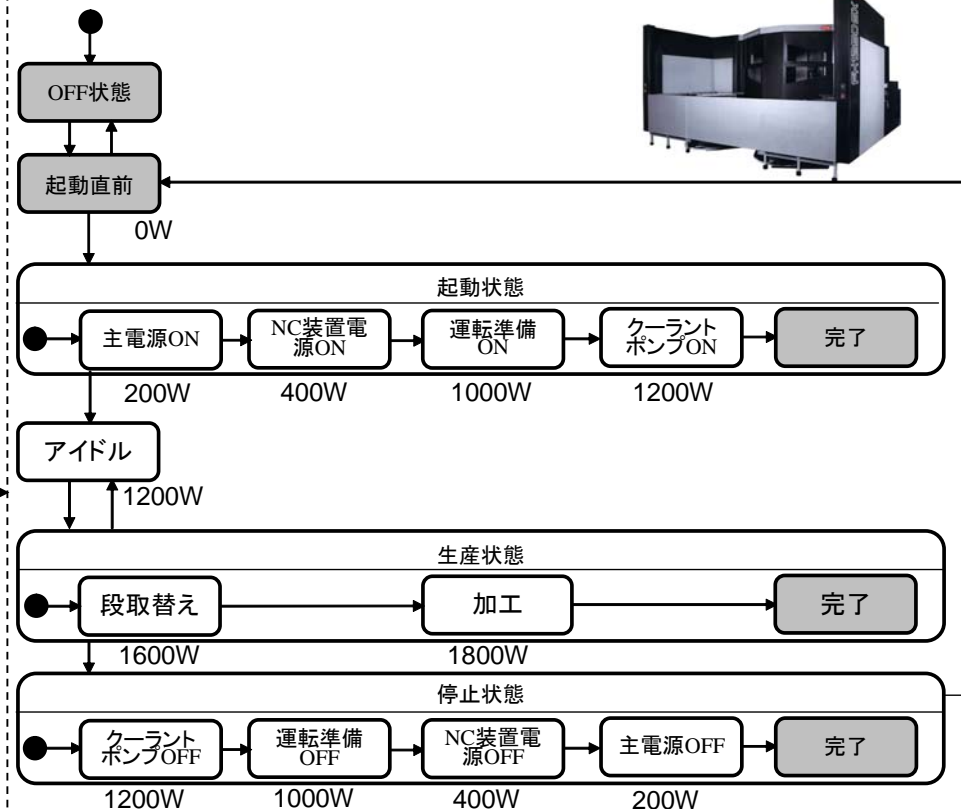 OFF状態
起動直前
0W
起動状態
主電源ON
NC装置電
源ON
運転準備
ON
クーラント
ポンプON
完了
200W
400W
1000W
1200W
アイドル
1200W
生産状態
段取替え
加工
完了
1600W
1800W
停止状態
クーラント
ポンプOFF
運転準備
OFF
NC装置電
源OFF
主電源OFF
完了
1200W
1000W
400W
200W